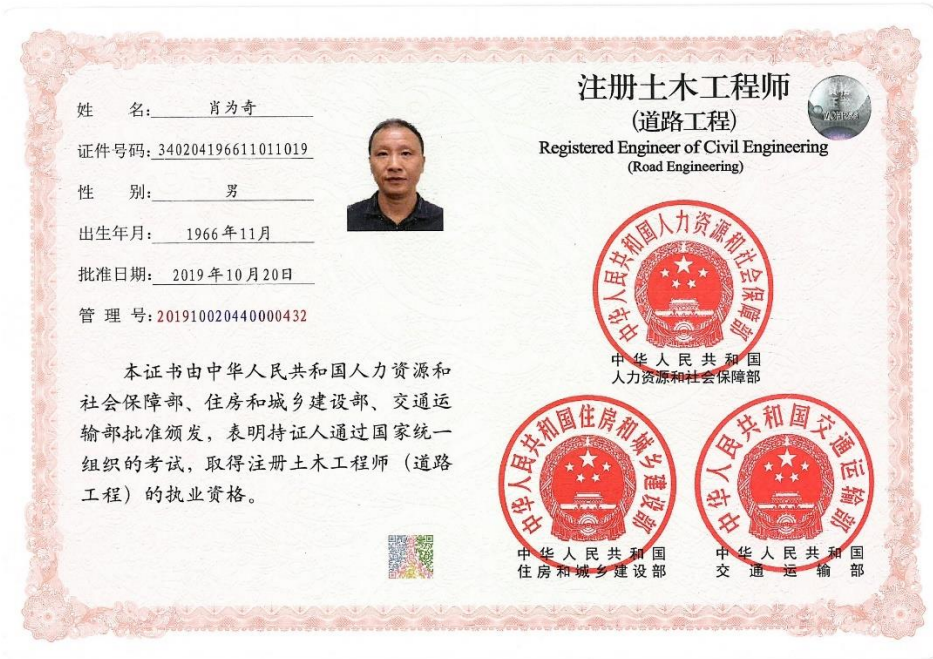 姓 名: 肖为奇
证件号码: 340204196611011019
性 别: 男
出生年月: 1966年11月
批准日期: 2019年10月20日
管 理 号: 201910020440000432
本证书由中华人民共和国人力资源和
社会保障部、住房和城乡建设部、交通运
输部批准颁发，表明持证人通过国家统一
组织的考试，取得注册土木工程师（道路
工程）的执业资格。
注册土木工程师
(道路工程)
Registered Engineer of Civil Engineering
(Road Engineering)
中华人民共和国人力资源和社会保障部
中华人民共和国
人力资源和社会保障部
中华人民共和国住房和城乡建设部
中华人民共和国
住房和城乡建设部
中华人民共和国交通运输部
中华人民共和国
交通运输部